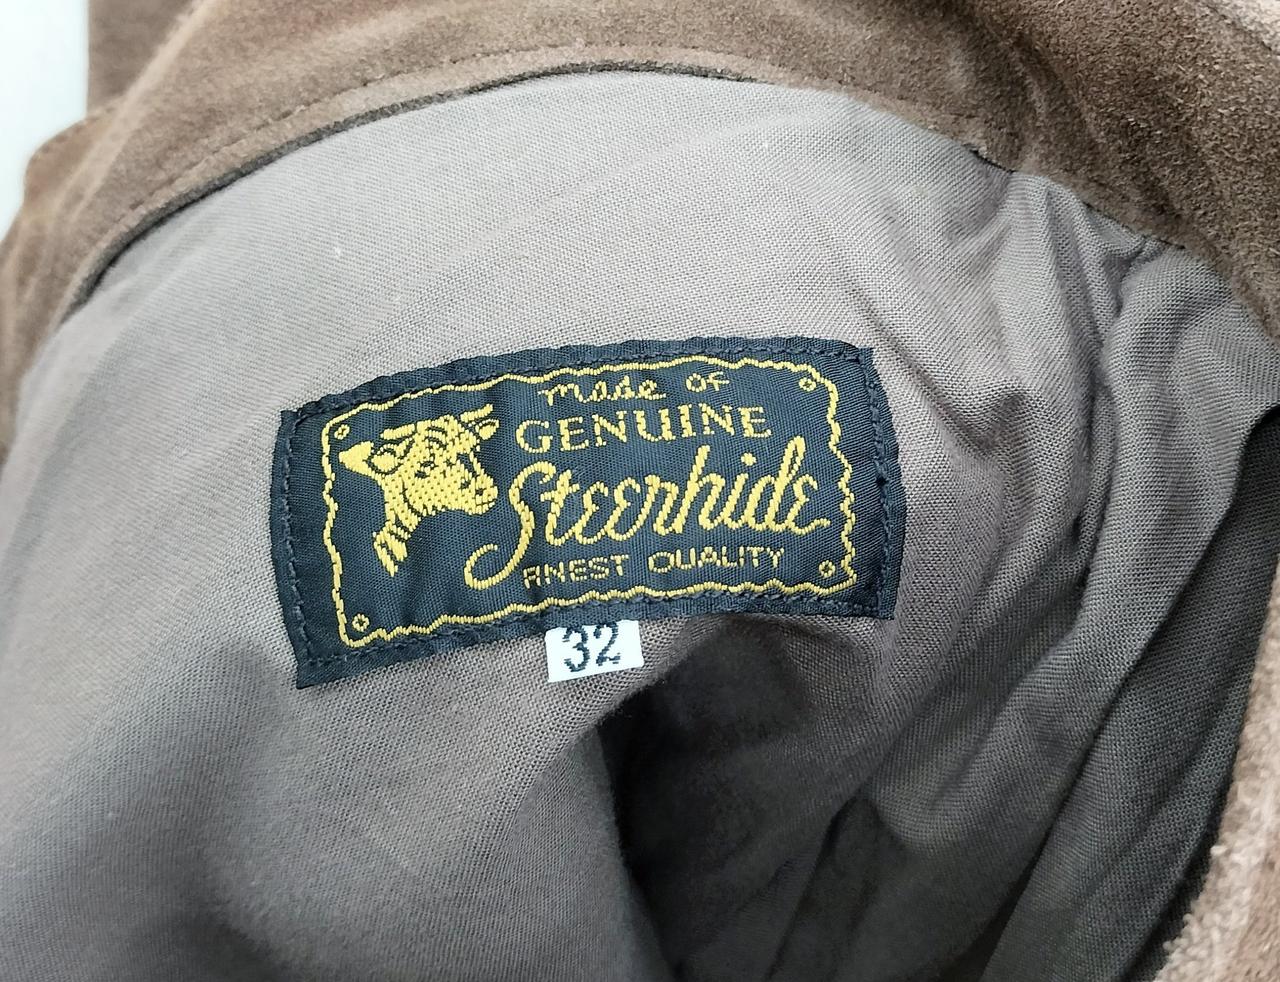 made of
GENUINE
Steerhide
FINEST QUALITY
32